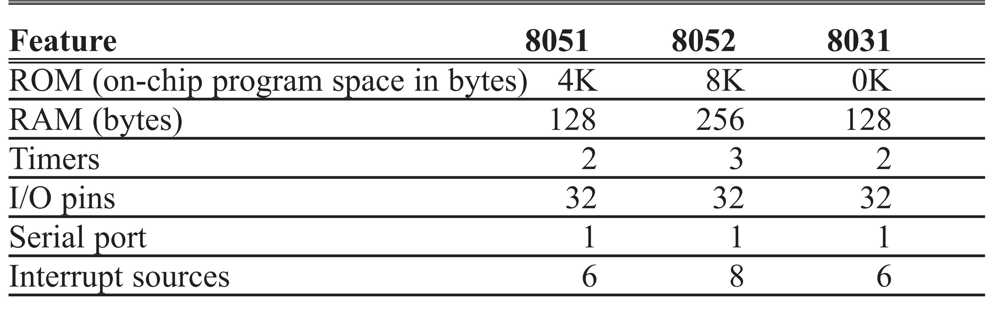 Feature 8051 8052 8031
ROM (on-chip program space in bytes) 4K 8K 0K
RAM (bytes) 128 256 128
Timers 2 3 2
I/O pins 32 32 32
Serial port 1 1 1
Interrupt sources 6 8 6